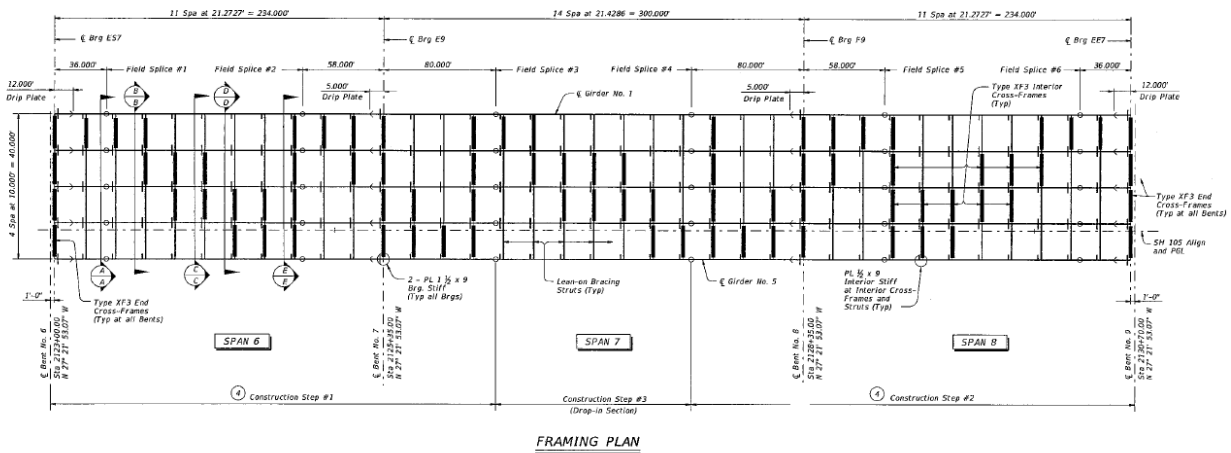 11 Spa at 21.2727' = 234.000'
14 Spa at 21.4286' = 300.000'
11 Spa at 21.2727' = 234.000'
℄ Brg ES7
℄ Brg E9
℄ Brg F9
℄ Brg EE7
36.000'
Field Splice #1
Field Splice #2
58.000'
80.000'
Field Splice #3
Field Splice #4
80.000'
58.000'
Field Splice #5
Field Splice #6
36.000'
12.000'
Drip Plate
B
B
D
D
5.000'
Drip Plate
℄ Girder No. 1
5.000'
Drip Plate
Type XF3 Interior
Cross-Frames
(Typ)
12.000'
Drip Plate
4 Spa at 10.000' = 40.000'
Type XF3 End
Cross-Frames
(Typ at all Bents)
SH 105 Align
and PGL
A
A
C
C
E
E
1'-0"
Type XF3 End
Cross-Frames
(Typ at all Bents)
2 - PL 1 ½ x 9
Brg. Stiff
(Typ all Brgs)
Lean-on Bracing
Struts (Typ)
℄ Girder No. 5
PL ½ x 9
Interior Stiff
at Interior Cross-
Frames and
Struts (Typ)
1'-0"
℄ Bent No. 6
Sta 2123+00.00
N 27° 21' 53.07" W
SPAN 6
℄ Bent No. 7
Sta 2125+35.00
N 27° 21' 53.07" W
SPAN 7
℄ Bent No. 8
Sta 2128+35.00
N 27° 21' 53.07" W
SPAN 8
℄ Bent No. 9
Sta 2130+70.00
N 27° 21' 53.07" W
4 Construction Step #1
Construction Step #3
(Drop-in Section)
4 Construction Step #2
FRAMING PLAN